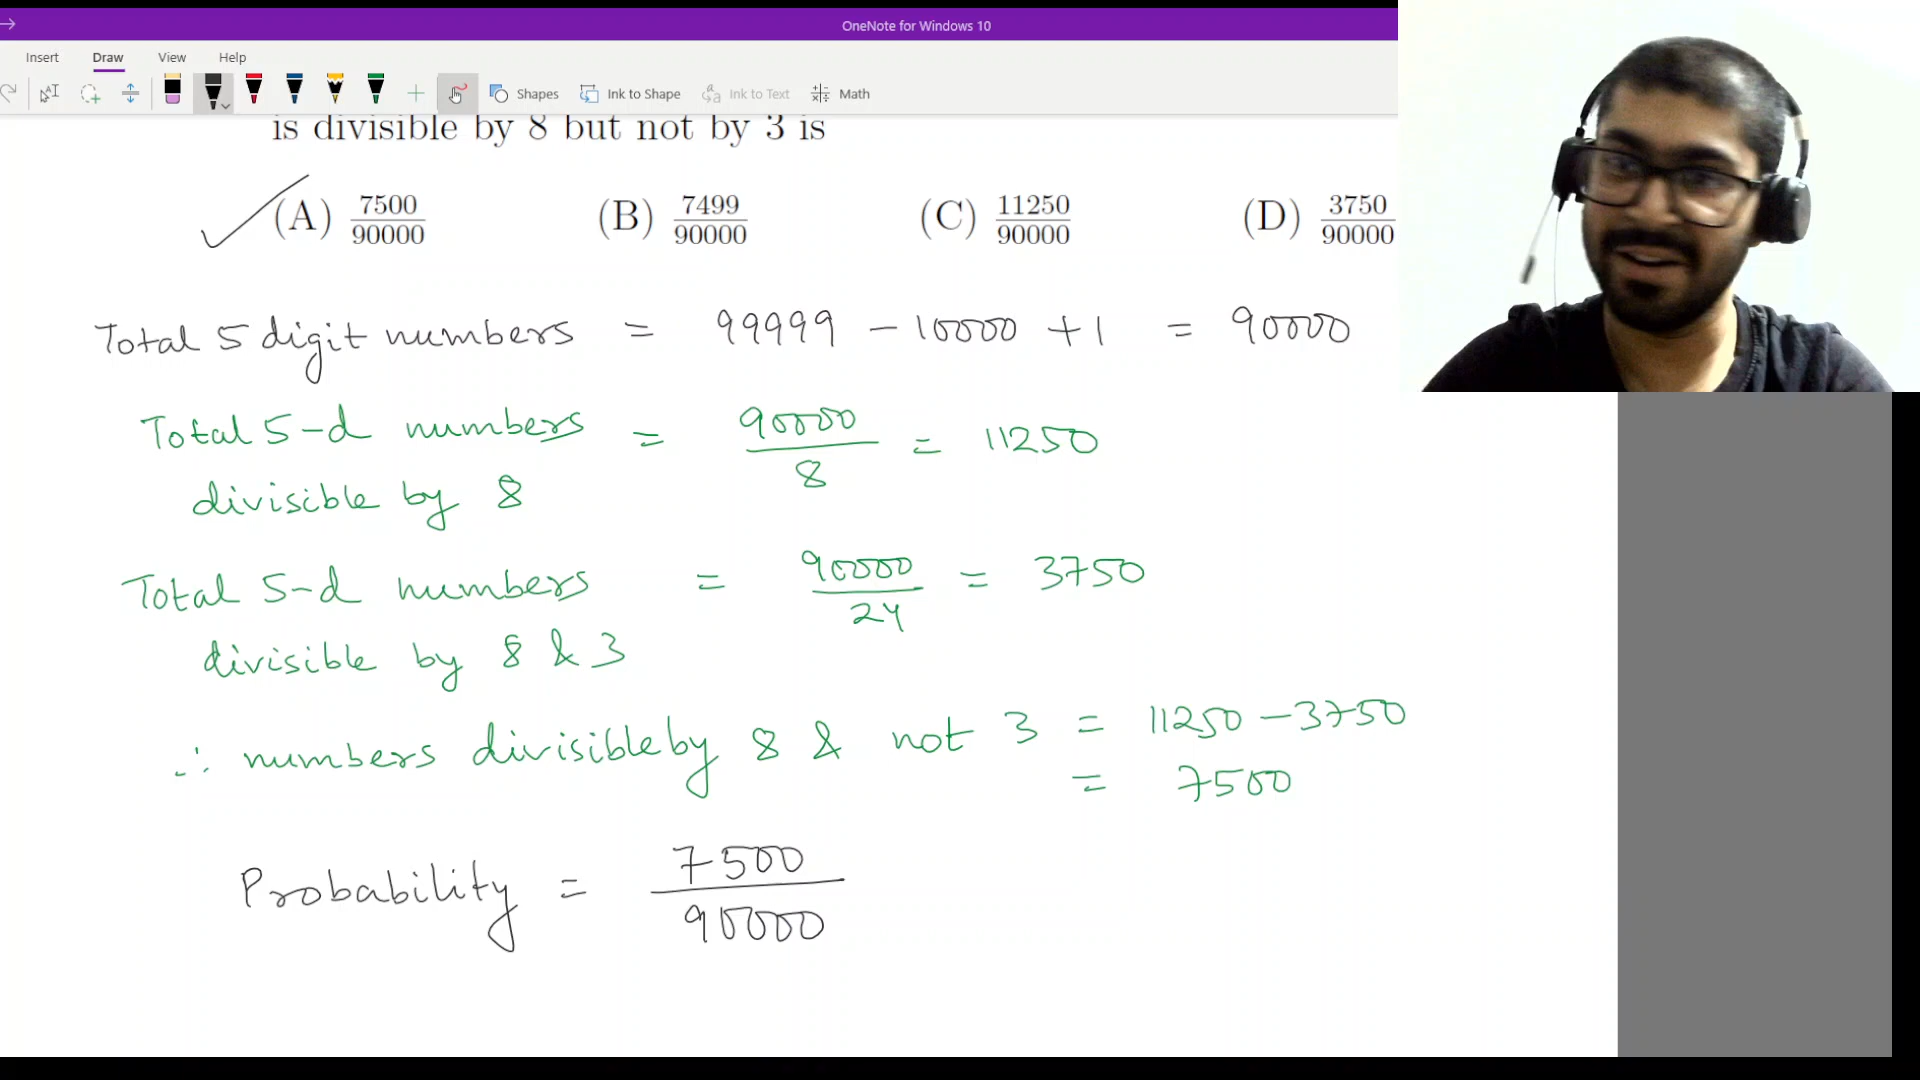 OneNote for Windows 10
Insert Draw View Help
Shapes Ink to Shape Ink to Text Math
is divisible by 8 but not by 3 is
(A) 7500/90000 (B) 7499/90000 (C) 11250/90000 (D) 3750/90000
Total 5 digit numbers = 99999 - 10000 + 1 = 90000
Total 5-d numbers = 90000/8 = 11250
divisible by 8
Total 5-d numbers = 90000/24 = 3750
divisible by 8 & 3
∴ numbers divisible by 8 & not 3 = 11250 - 3750
= 7500
Probability = 7500/90000